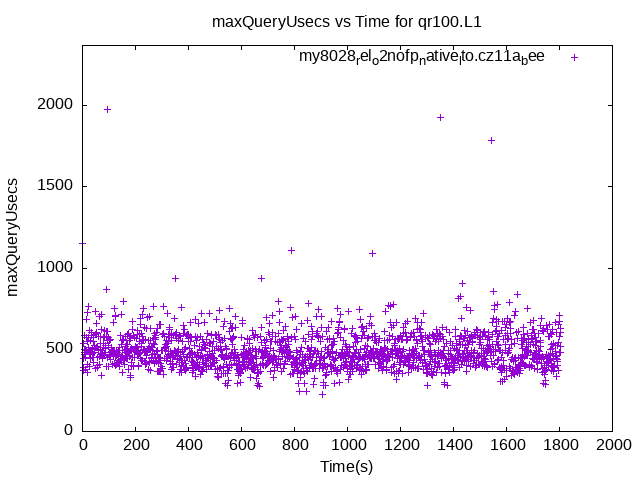 maxQueryUsecs vs Time for qr100.L1
my8028relo2nofpnativelto.cz11abee
2000
1500
1000
500
0
maxQueryUsecs
0 200 400 600 800 1000 1200 1400 1600 1800 2000
Time(s)